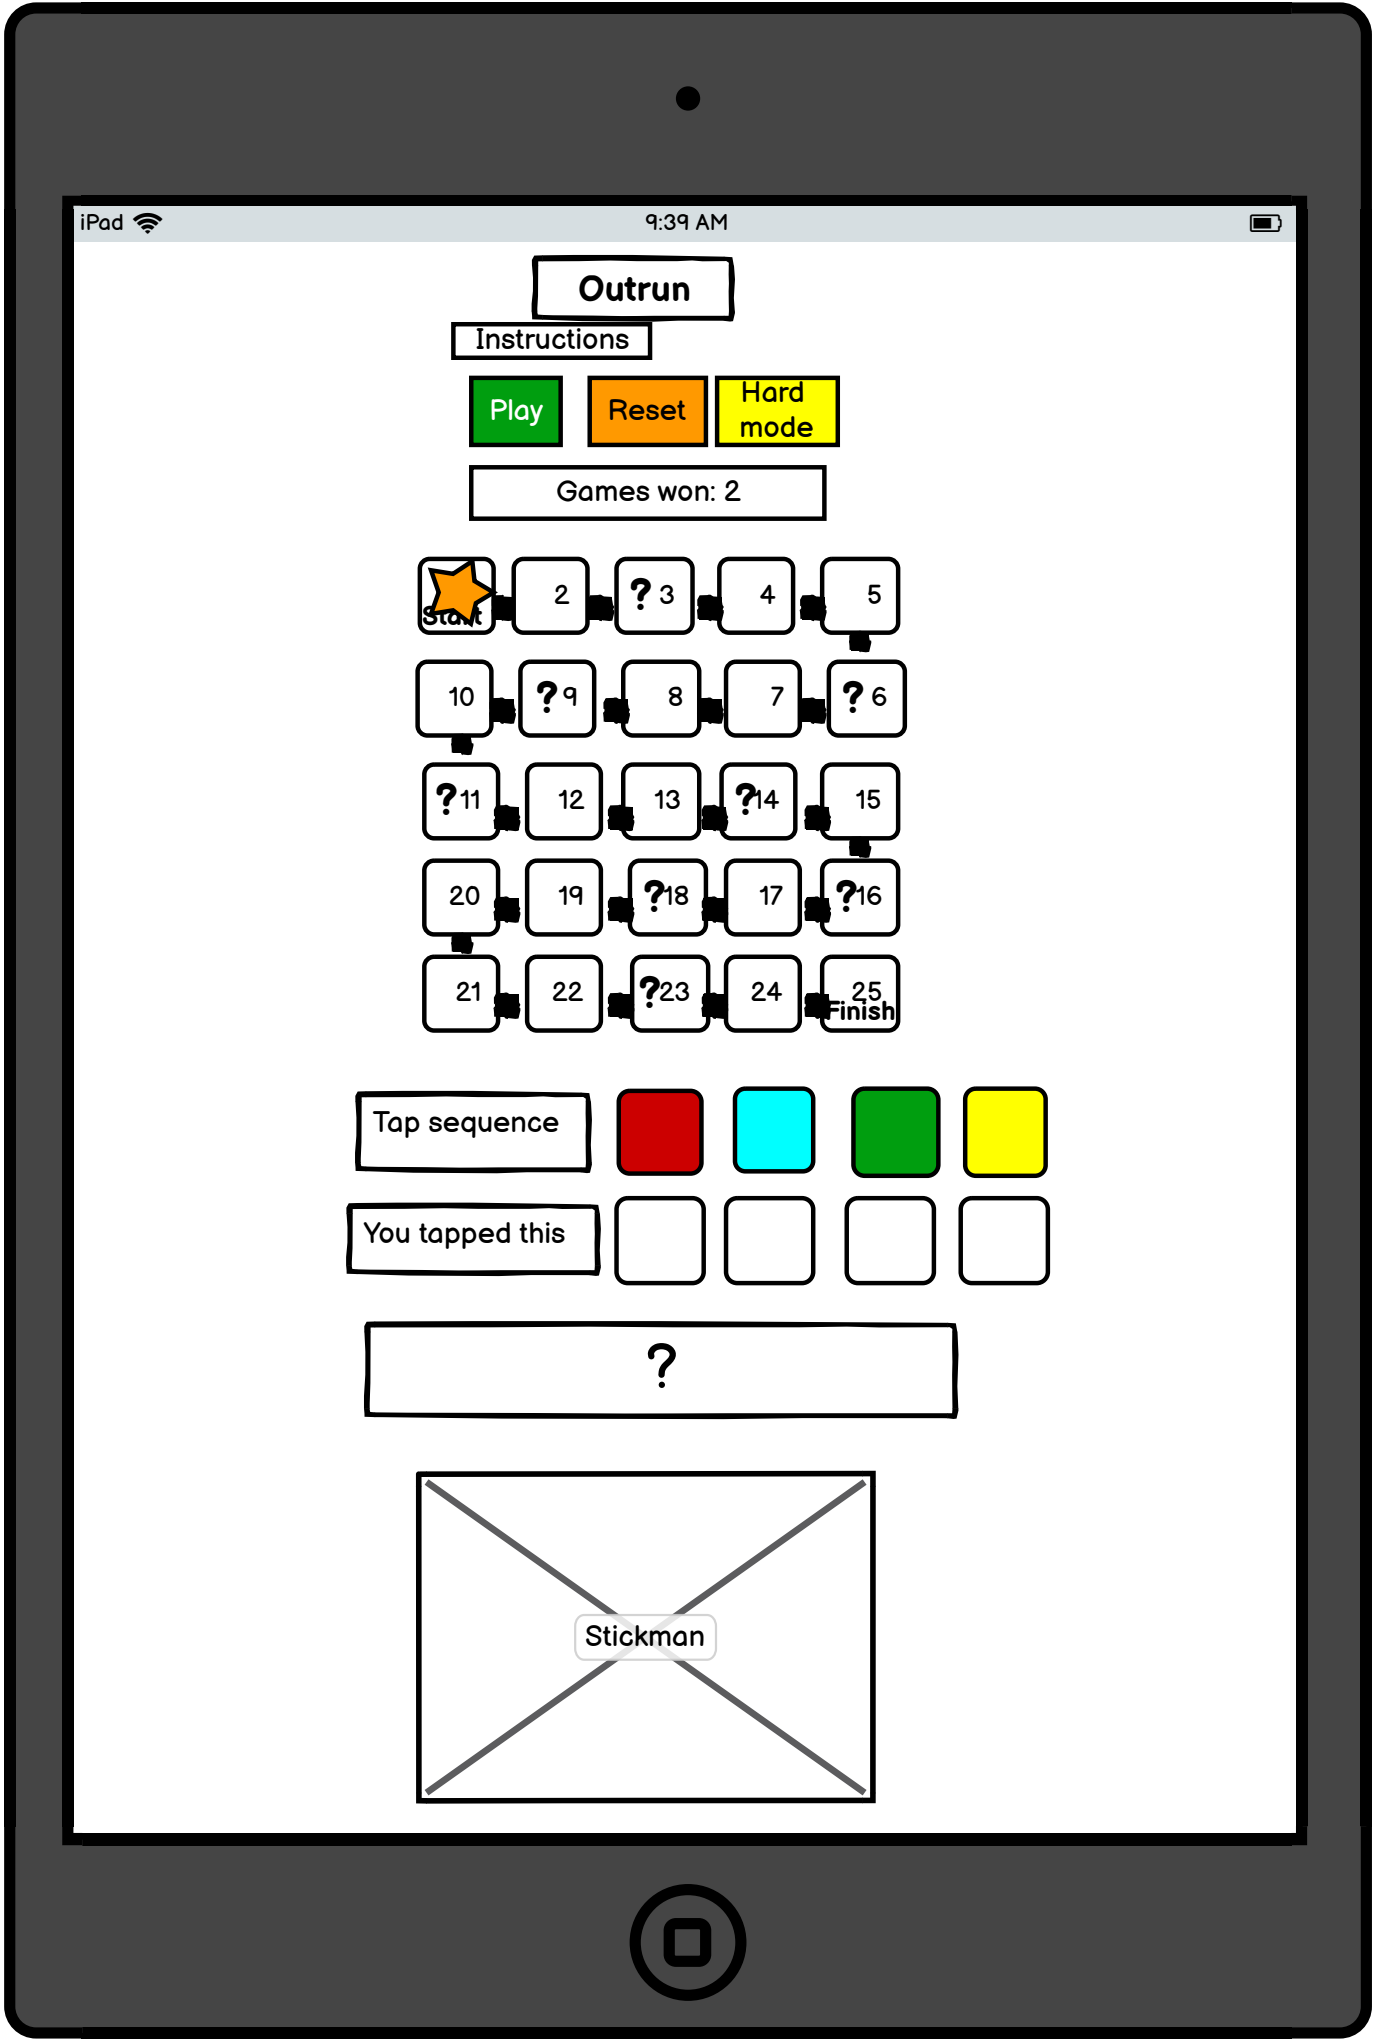 iPad 9:39 AM
Outrun
Instructions
Play Reset Hard
mode
Games won: 2
2 ? 3 4 5
Start
10 ? 9 8 7 ? 6
?11 12 13 ?14 15
20 19 ?18 17 ?16
21 22 ?23 24 25
Finish
Tap sequence
You tapped this
?
Stickman